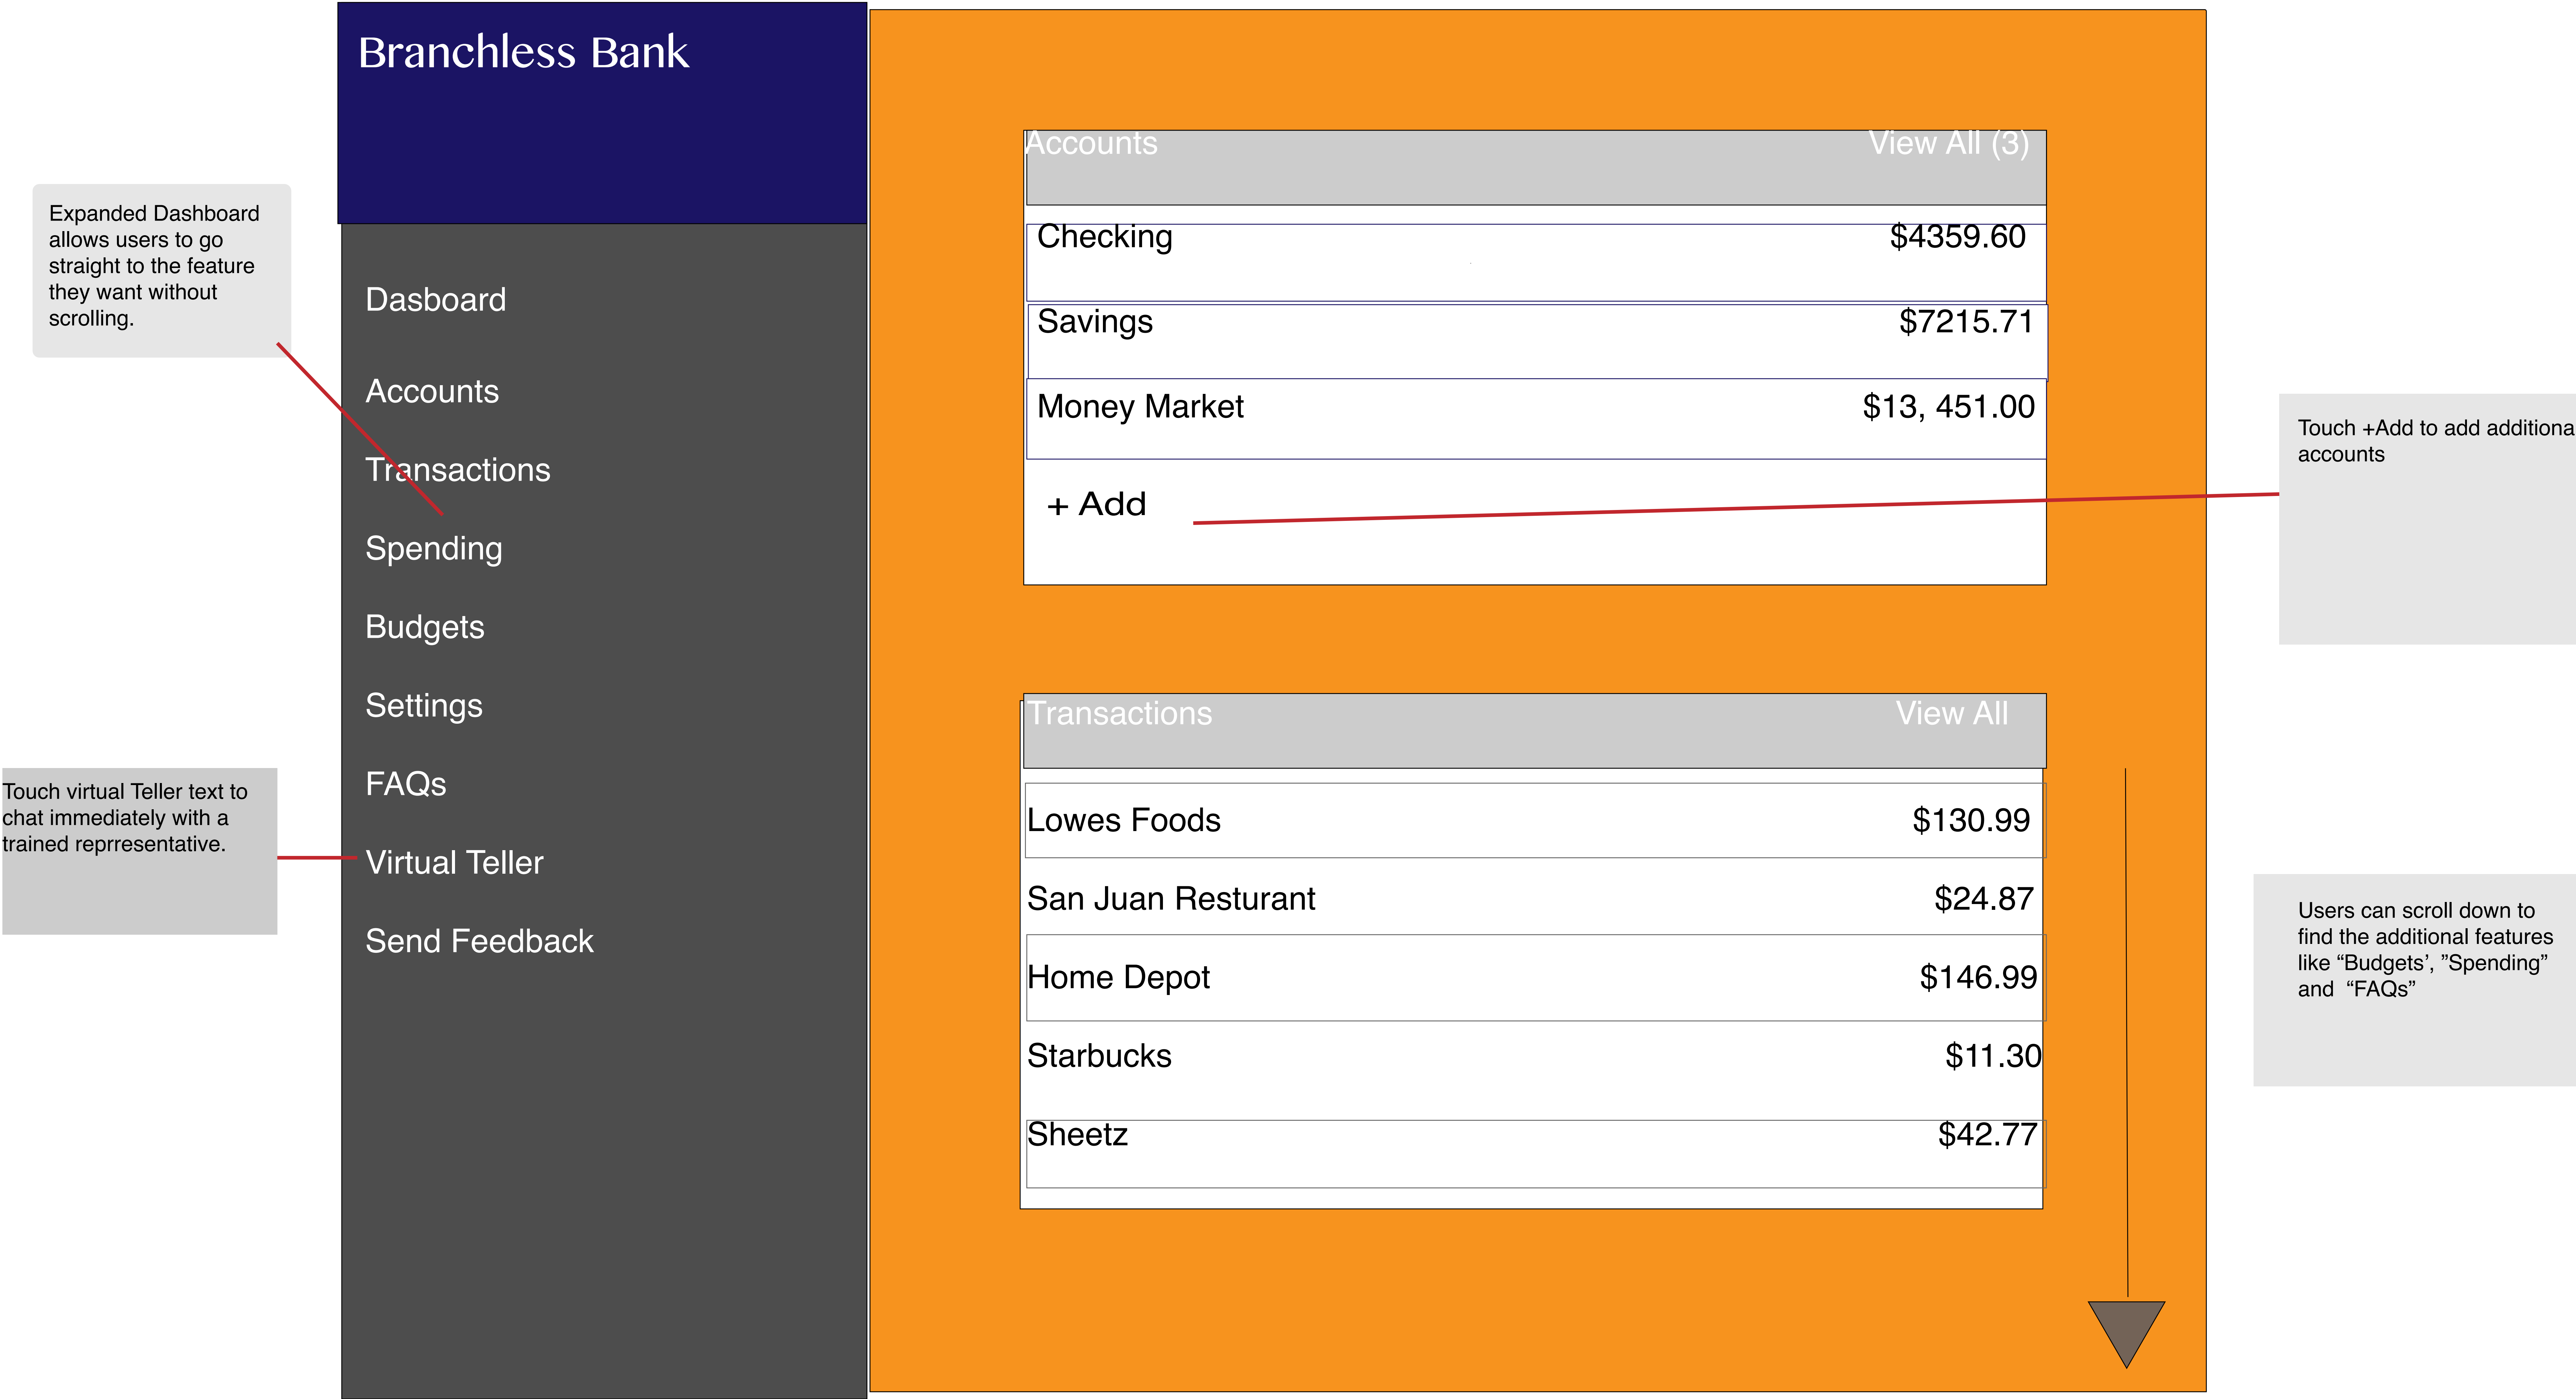 Branchless Bank
Expanded Dashboard
allows users to go
straight to the feature
they want without
scrolling.
Dasboard
Accounts
Transactions
Spending
Budgets
Settings
FAQs
Virtual Teller
Send Feedback
Touch virtual Teller text to
chat immediately with a
trained reprresentative.
Accounts View All (3)
Checking $4359.60
Savings $7215.71
Money Market $13, 451.00
+ Add
Touch +Add to add additiona
accounts
Transactions View All
Lowes Foods $130.99
San Juan Resturant $24.87
Home Depot $146.99
Starbucks $11.30
Sheetz $42.77
Users can scroll down to
find the additional features
like “Budgets’, ”Spending”
and “FAQs”